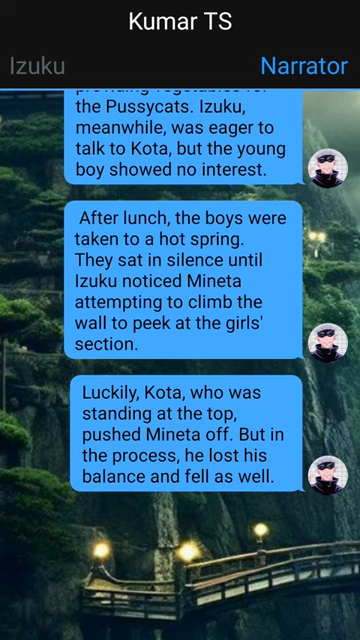 Kumar TS
Izuku
Narrator
providing vegetables for
the Pussycats. Izuku,
meanwhile, was eager to
talk to Kota, but the young
boy showed no interest.
After lunch, the boys were
taken to a hot spring.
They sat in silence until
Izuku noticed Mineta
attempting to climb the
wall to peek at the girls'
section.
Luckily, Kota, who was
standing at the top,
pushed Mineta off. But in
the process, he lost his
balance and fell as well.